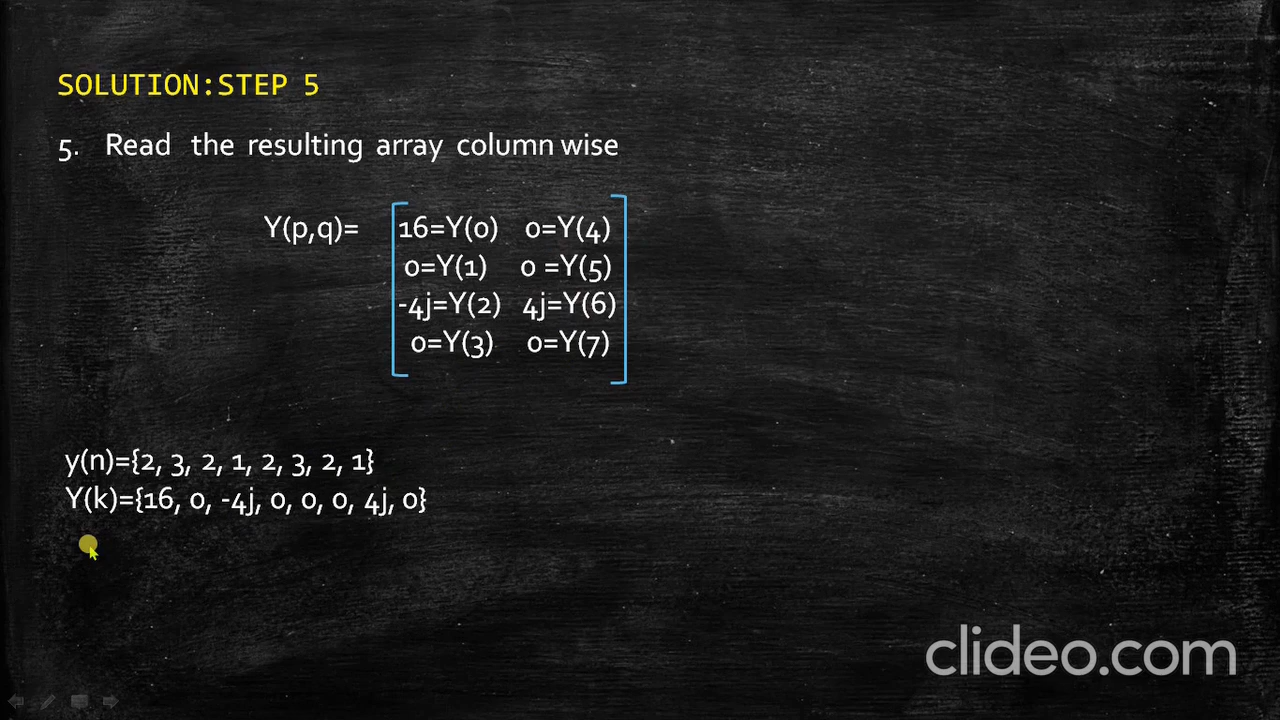 SOLUTION:STEP 5
5. Read the resulting array column wise
Y(p,q)=
16=Y(0) 0=Y(4)
0=Y(1) 0 =Y(5)
-4j=Y(2) 4j=Y(6)
0=Y(3) 0=Y(7)
y(n)={2, 3, 2, 1, 2, 3, 2, 1}
Y(k)={16, 0, -4j, 0, 0, 0, 4j, 0}
clideo.com